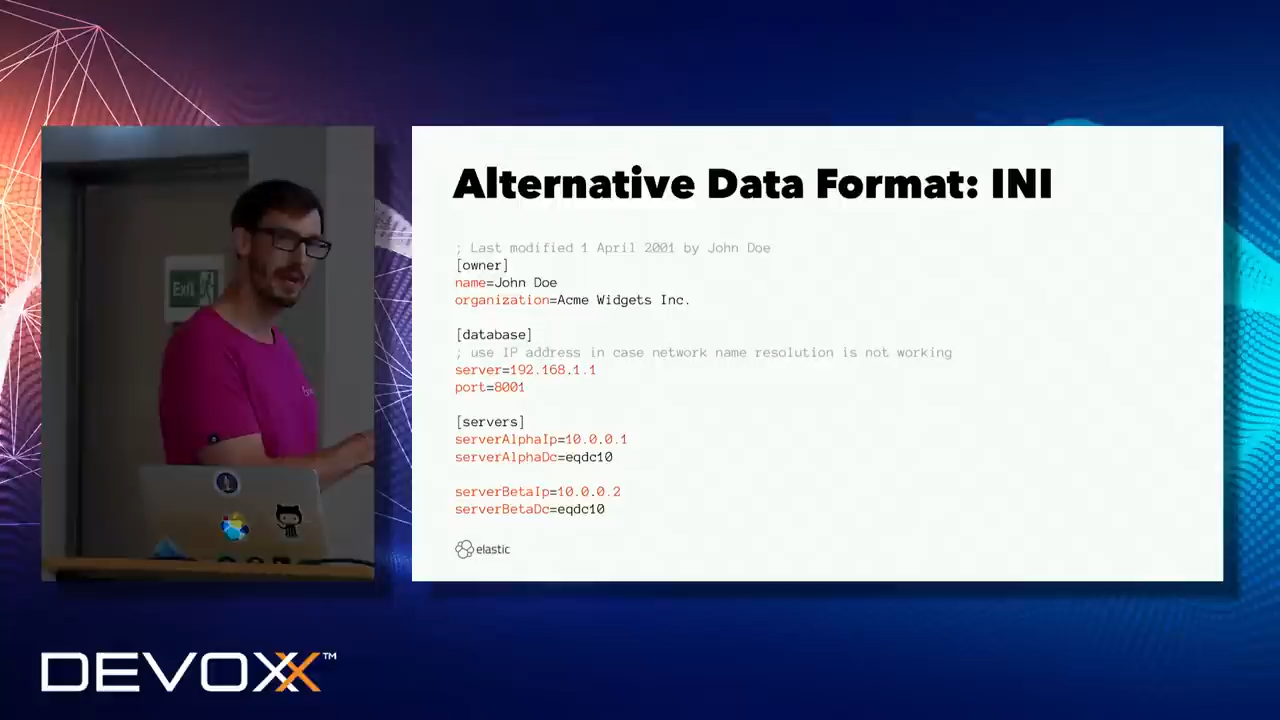 Exit
Alternative Data Format: INI
; Last modified 1 April 2001 by John Doe
[owner]
name=John Doe
organization=Acme Widgets Inc.
[database]
; use IP address in case network name resolution is not working
server=192.168.1.1
port=8001
[servers]
serverAlphaIp=10.0.0.1
serverAlphaDc=eqdc10
serverBetaIp=10.0.0.2
serverBetaDc=eqdc10
elastic
DEVOXX™